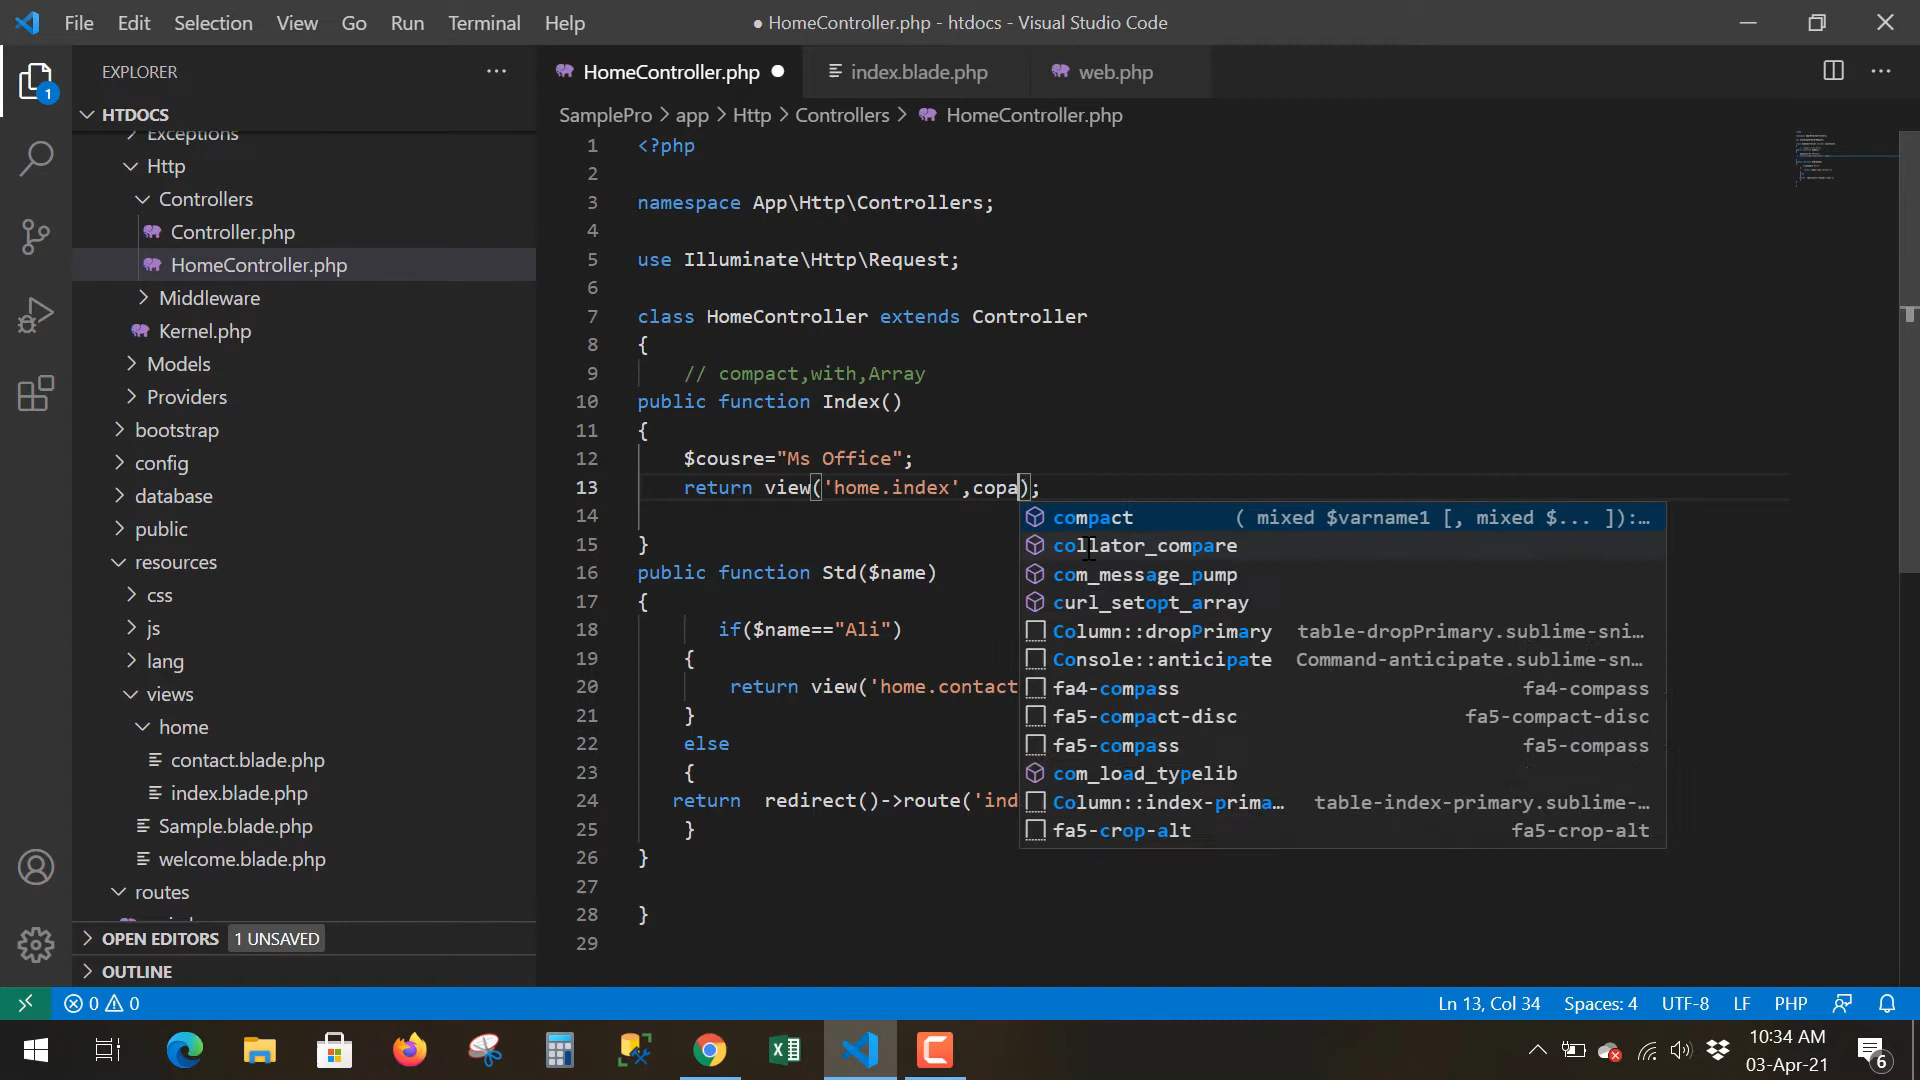 File Edit Selection View Go Run Terminal Help
● HomeController.php - htdocs - Visual Studio Code
EXPLORER
HTDOCS
Exceptions
Http
Controllers
Controller.php
HomeController.php
Middleware
Kernel.php
Models
Providers
bootstrap
config
database
public
resources
css
js
lang
views
home
contact.blade.php
index.blade.php
Sample.blade.php
welcome.blade.php
routes
OPEN EDITORS 1 UNSAVED
OUTLINE
1
HomeController.php ● index.blade.php web.php
SamplePro > app > Http > Controllers > HomeController.php
1 <?php
2
3 namespace App\Http\Controllers;
4
5 use Illuminate\Http\Request;
6
7 class HomeController extends Controller
8 {
9 // compact,with,Array
10 public function Index()
11 {
12 $cousre="Ms Office";
13 return view('home.index',copa);
14
15 }
16 public function Std($name)
17 {
18 if($name=="Ali")
19 {
20 return view('home.contact
21 }
22 else
23 {
24 return redirect()->route('ind
25 }
26 }
27
28 }
29
compact ( mixed $varname1 [, mixed $... ]):…
collator_compare
com_message_pump
curl_setopt_array
Column::dropPrimary table-dropPrimary.sublime-sni…
Console::anticipate Command-anticipate.sublime-sn…
fa4-compass fa4-compass
fa5-compact-disc fa5-compact-disc
fa5-compass fa5-compass
com_load_typelib
Column::index-prima… table-index-primary.sublime-…
fa5-crop-alt fa5-crop-alt
0 0 Ln 13, Col 34 Spaces: 4 UTF-8 LF PHP
10:34 AM
03-Apr-21
6